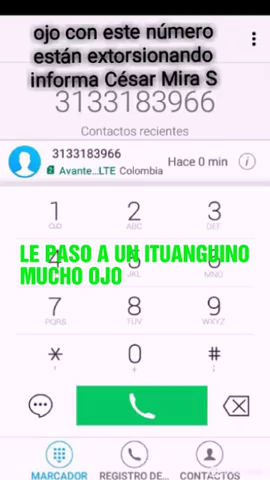 ojo con este número
están extorsionando
informa César Mira S
3133183966
Contactos recientes
3133183966
Avante...LTE Colombia
Hace 0 min
1 2 3
ABC DEF
LE PASO A UN ITUANGUINO
MUCHO OJO
JKL MNO
7 8 9
PQRS TUV WXYZ
* 0 #
MARCADOR REGISTRO DE... CONTACTOS